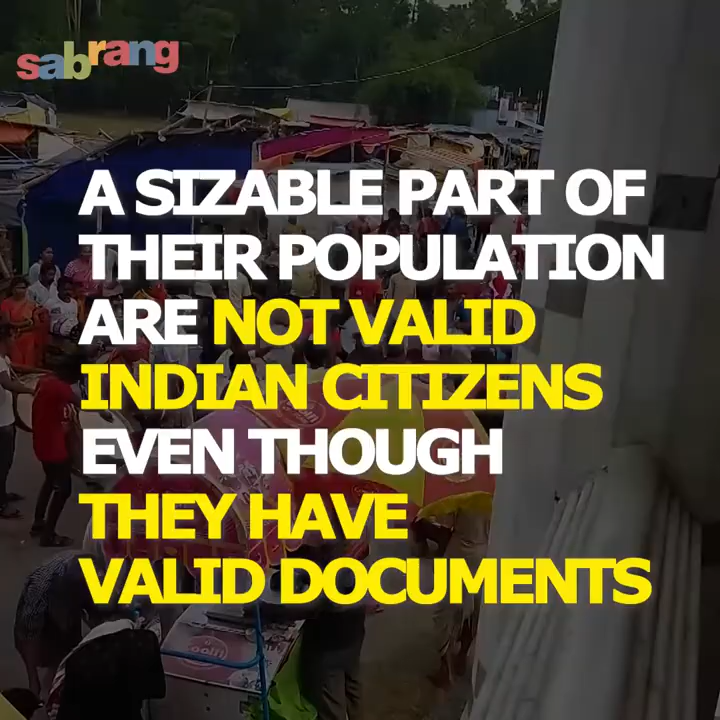 sabrang
A SIZABLE PART OF
THEIR POPULATION
ARE NOT VALID
INDIAN CITIZENS
EVEN THOUGH
THEY HAVE
VALID DOCUMENTS